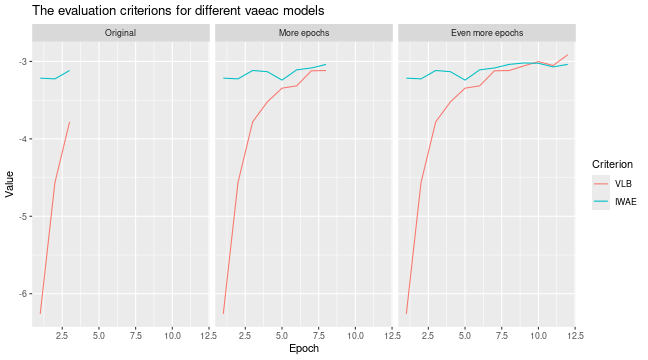 The evaluation criterions for different vaeac models
Original More epochs Even more epochs
-3
-4
-5
-6
Value
2.5 5.0 7.5 10.0 12.5 2.5 5.0 7.5 10.0 12.5 2.5 5.0 7.5 10.0 12.5
Epoch
Criterion
VLB
IWAE